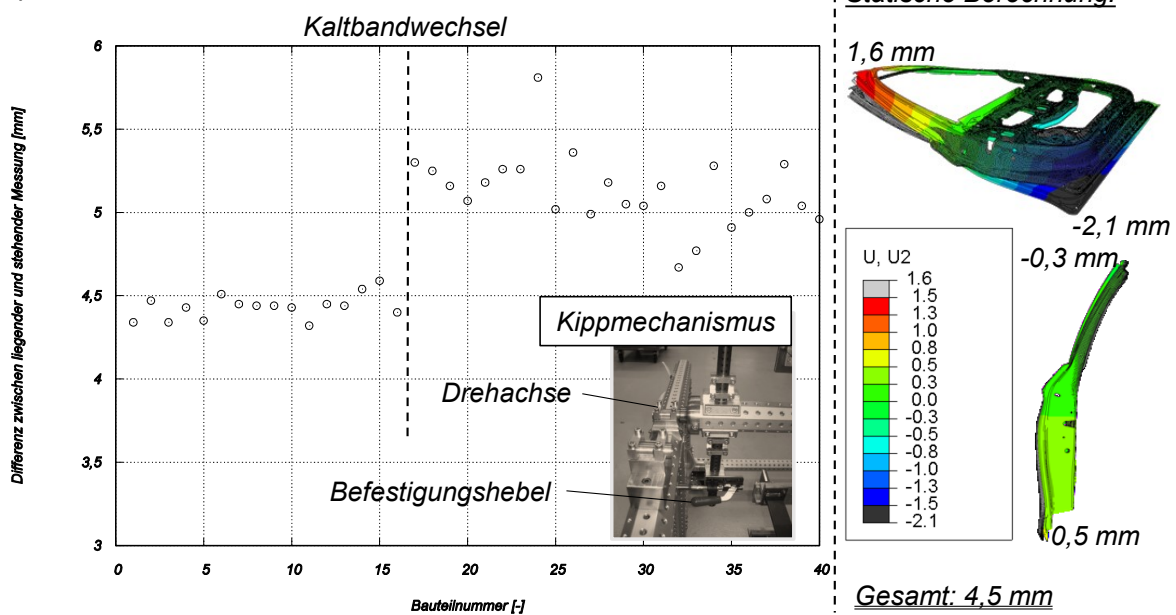 Kaltbandwechsel
Differenz zwischen liegender und stehender Messung [mm]
6
5,5
5
4,5
4
3,5
3
0
5
10
15
20
25
30
35
40
Bauteilnummer [-]
Kippmechanismus
Drehachse
Befestigungshebel
Statische Berechnung:
1,6 mm
-2,1 mm
-0,3 mm
U, U2
1.6
1.5
1.3
1.0
0.8
0.5
0.3
0.0
-0.3
-0.5
-0.8
-1.0
-1.3
-1.5
-2.1
0,5 mm
Gesamt: 4,5 mm